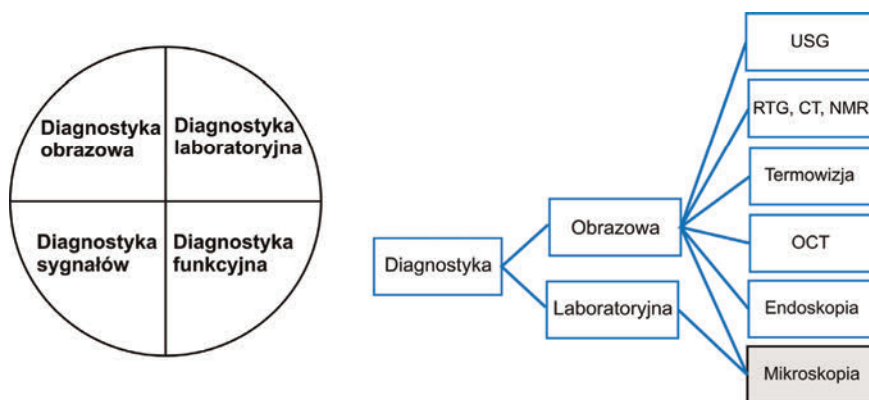 Diagnostyka
obrazowa
Diagnostyka
laboratoryjna
Diagnostyka
sygnałów
Diagnostyka
funkcyjna
Diagnostyka
Obrazowa
Laboratoryjna
USG
RTG, CT, NMR
Termowizja
OCT
Endoskopia
Mikroskopia